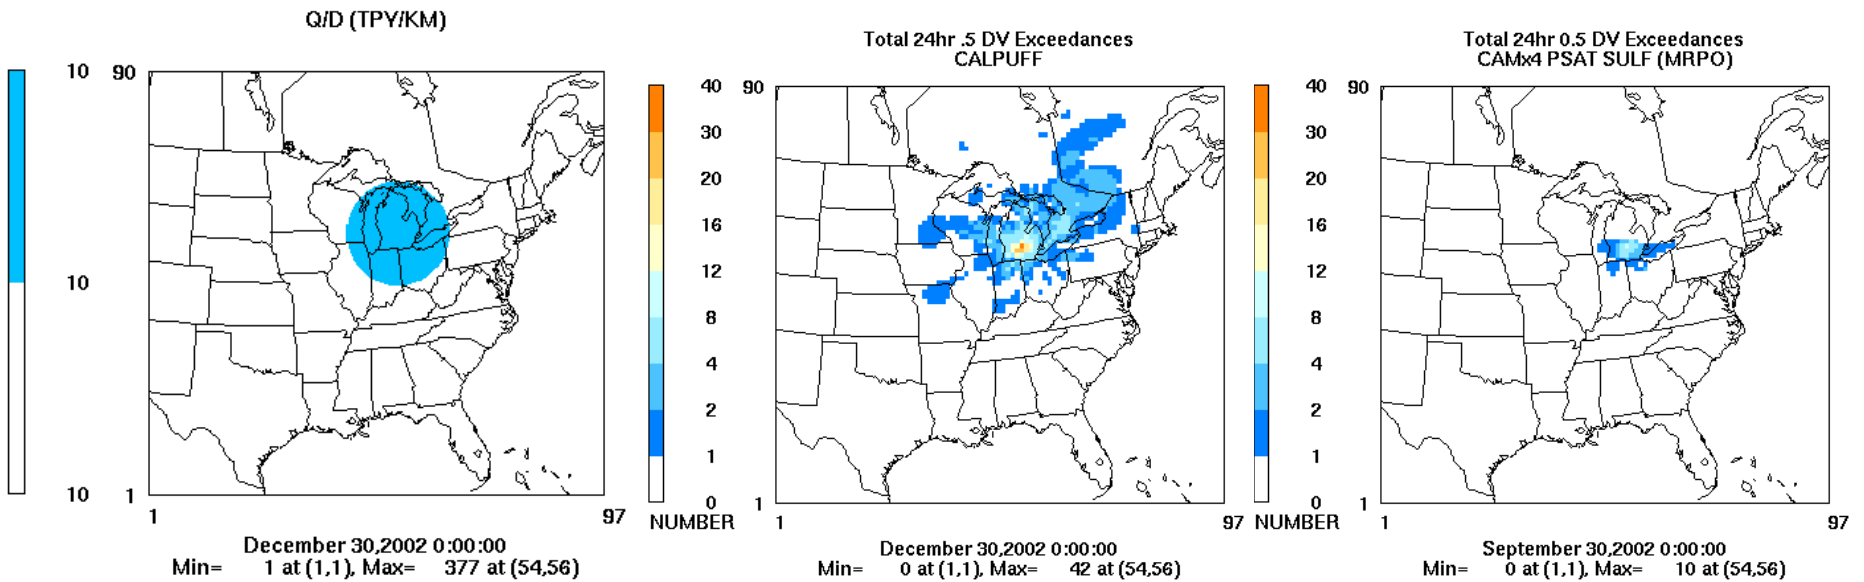 Q/D (TPY/KM)
10
10
10
90
1
1
97
December 30,2002 0:00:00
Min= 1 at (1,1), Max= 377 at (54,56)
Total 24hr .5 DV Exceedances
CALPUFF
40
30
20
16
12
8
4
2
1
0
NUMBER
90
1
1
97
December 30,2002 0:00:00
Min= 0 at (1,1), Max= 42 at (54,56)
Total 24hr 0.5 DV Exceedances
CAMx4 PSAT SULF (MRPO)
40
30
20
16
12
8
4
2
1
0
NUMBER
90
1
1
97
September 30,2002 0:00:00
Min= 0 at (1,1), Max= 10 at (54,56)